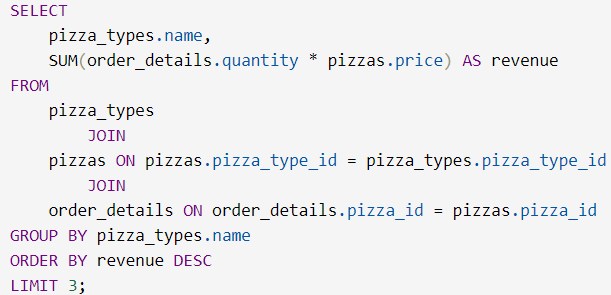 SELECT
pizza_types.name,
SUM(order_details.quantity * pizzas.price) AS revenue
FROM
pizza_types
JOIN
pizzas ON pizzas.pizza_type_id = pizza_types.pizza_type_id
JOIN
order_details ON order_details.pizza_id = pizzas.pizza_id
GROUP BY pizza_types.name
ORDER BY revenue DESC
LIMIT 3;